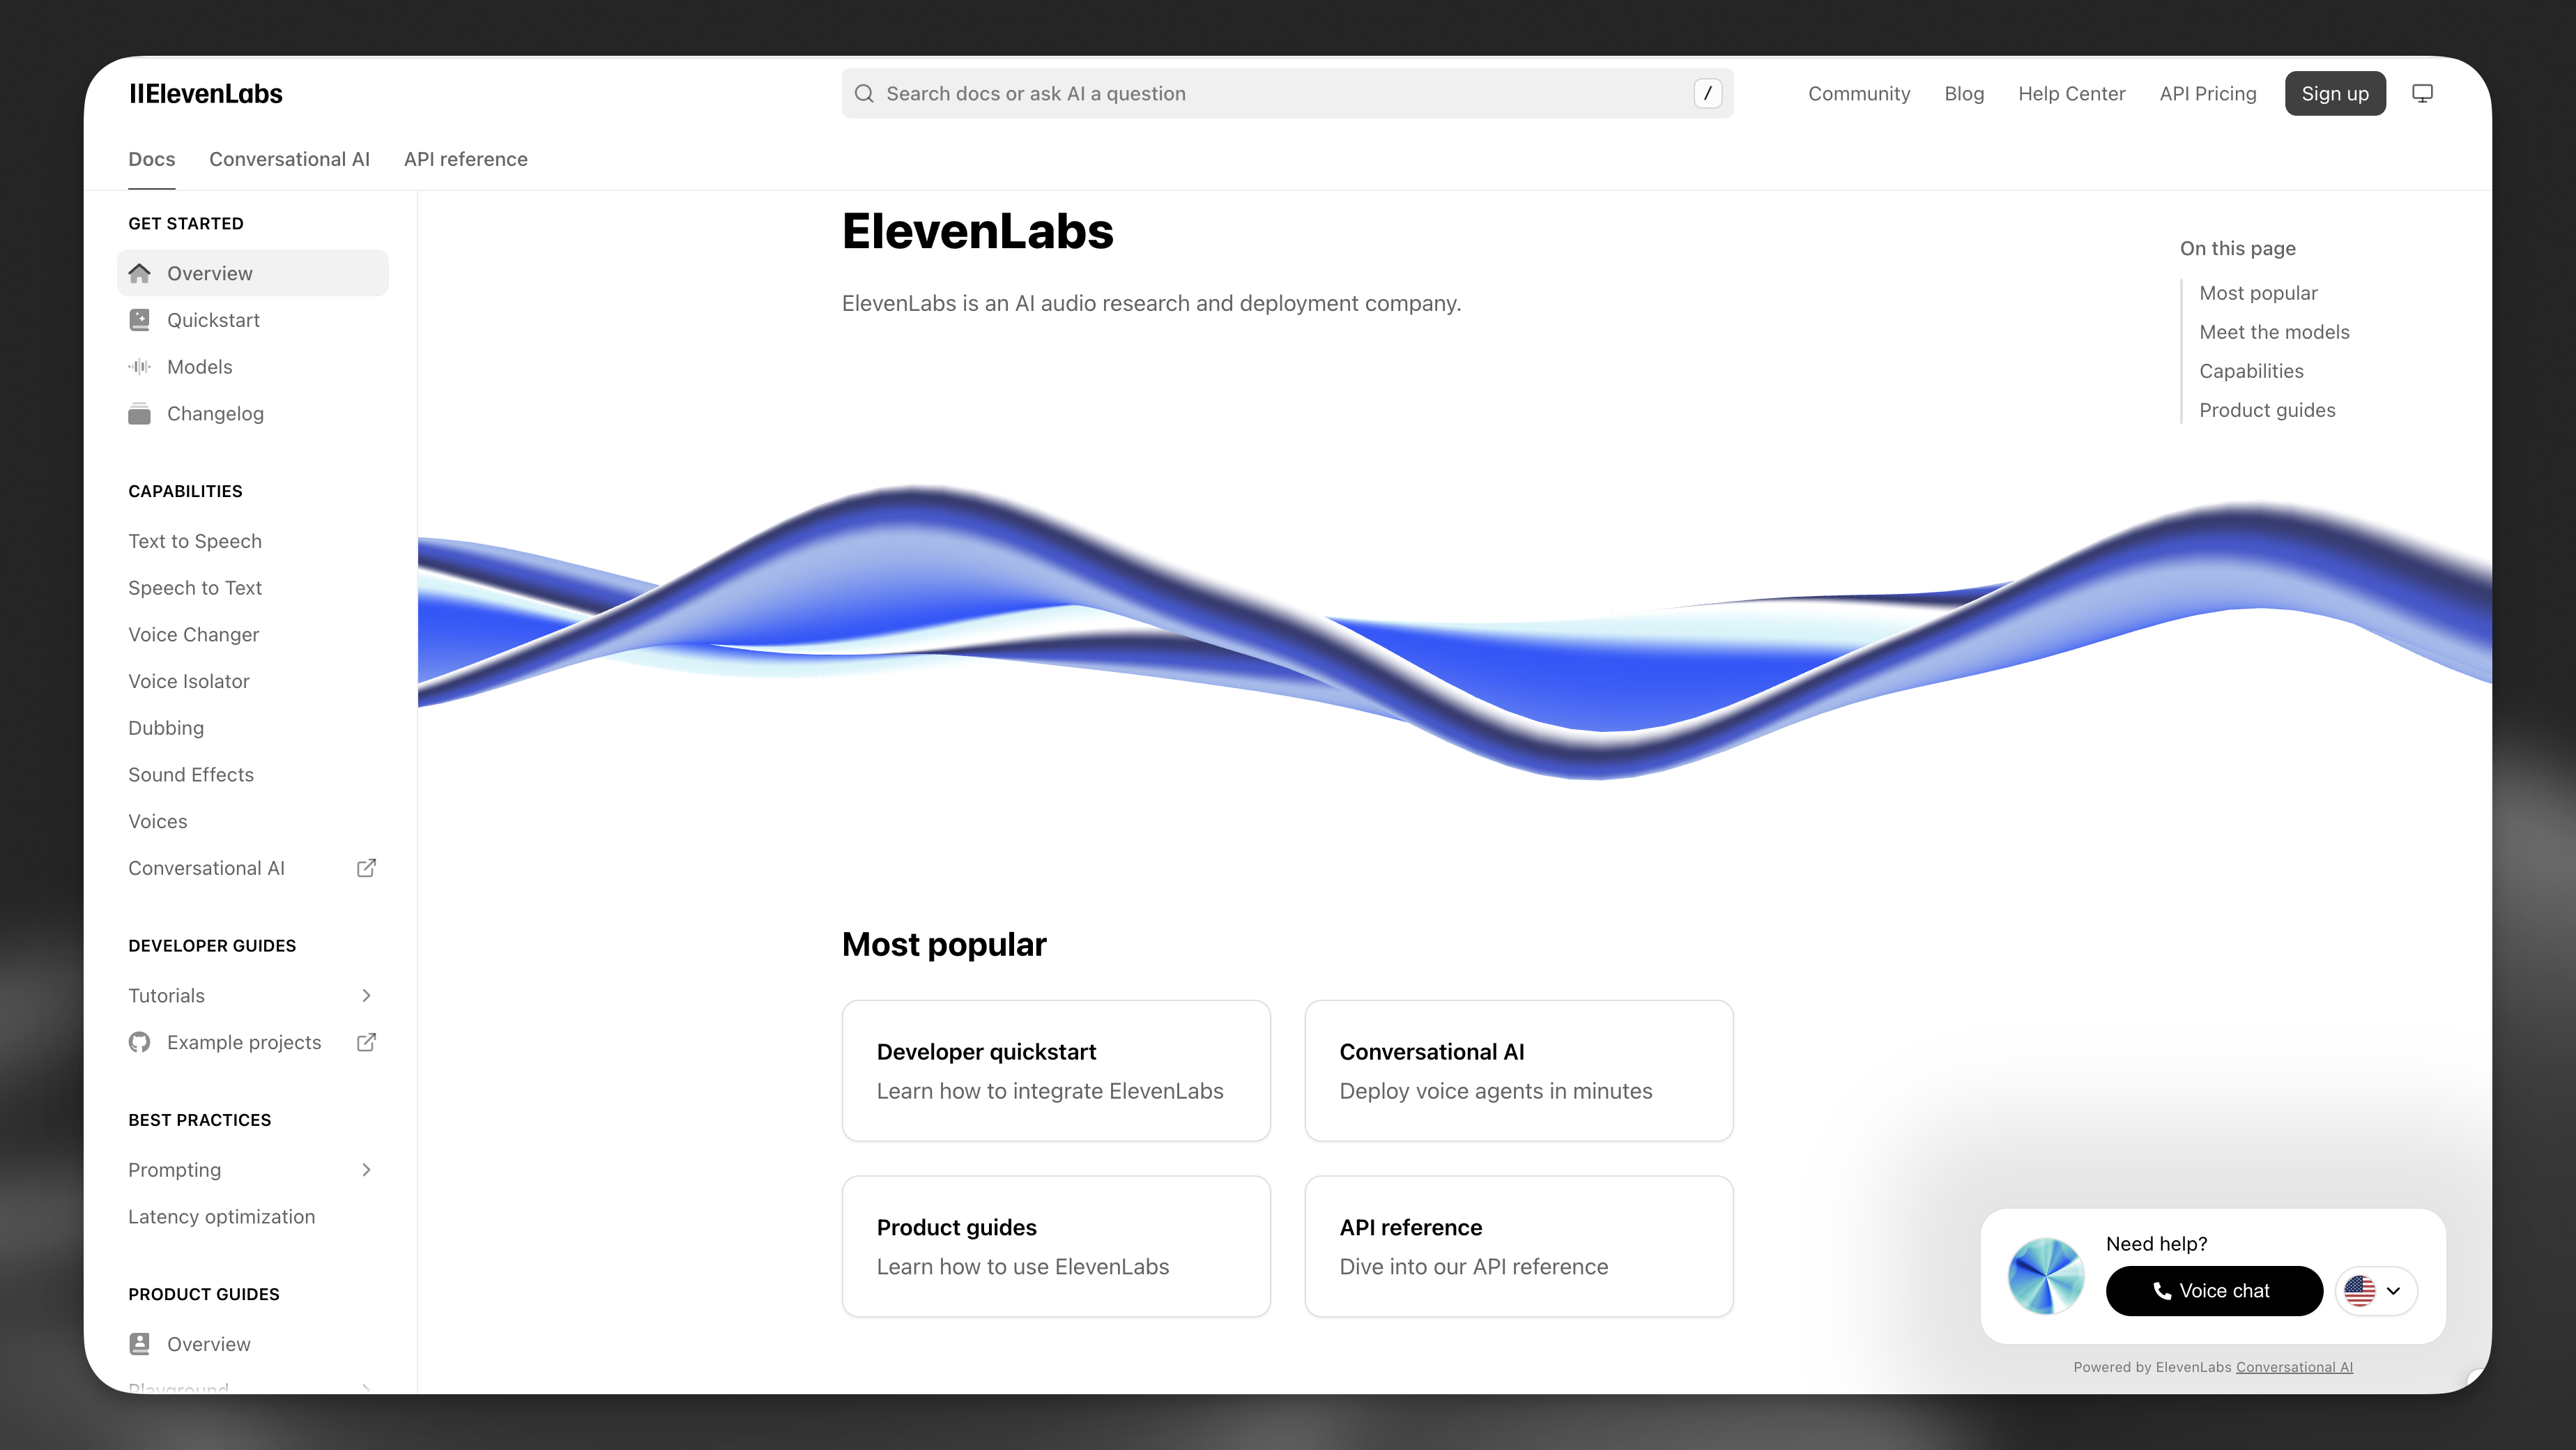 IIElevenLabs
Search docs or ask AI a question
/
Community
Blog
Help Center
API Pricing
Sign up
Docs
Conversational AI
API reference
GET STARTED
Overview
Quickstart
Models
Changelog
CAPABILITIES
Text to Speech
Speech to Text
Voice Changer
Voice Isolator
Dubbing
Sound Effects
Voices
Conversational AI
DEVELOPER GUIDES
Tutorials
Example projects
BEST PRACTICES
Prompting
Latency optimization
PRODUCT GUIDES
Overview
Playground
ElevenLabs
ElevenLabs is an AI audio research and deployment company.
Most popular
Developer quickstart
Learn how to integrate ElevenLabs
Conversational AI
Deploy voice agents in minutes
Product guides
Learn how to use ElevenLabs
API reference
Dive into our API reference
On this page
Most popular
Meet the models
Capabilities
Product guides
Need help?
Voice chat
Powered by ElevenLabs Conversational AI